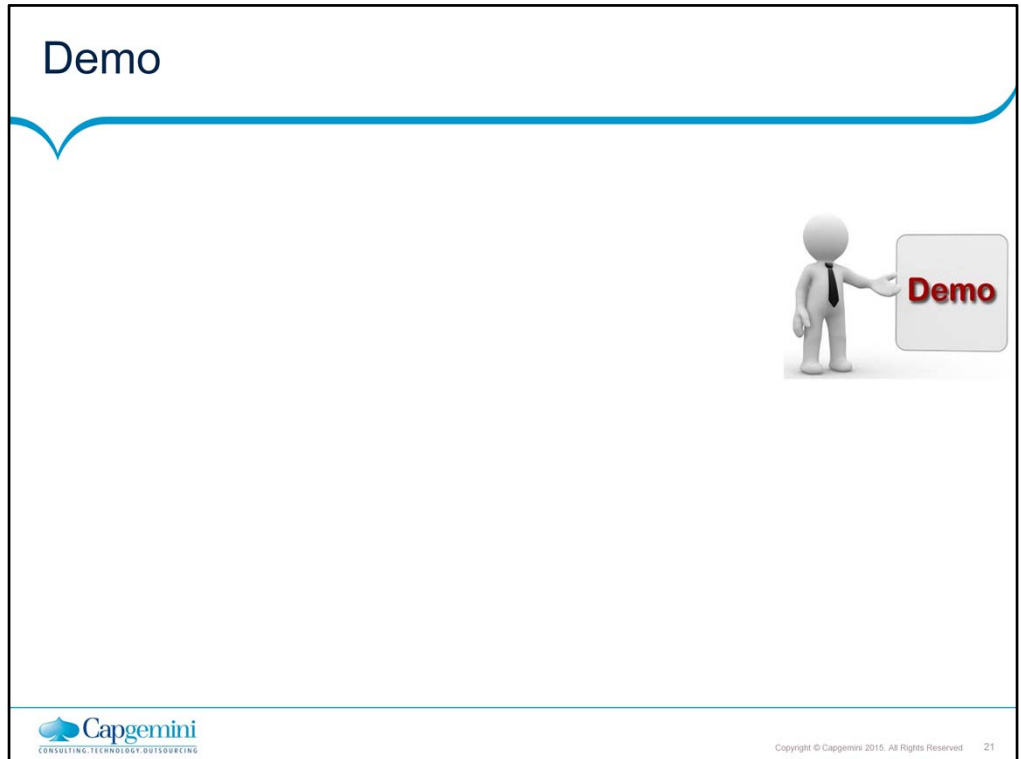 Demo
Demo
Capgemini
CONSULTING.TECHNOLOGY.OUTSOURCING
Copyright © Capgemini 2015. All Rights Reserved 21